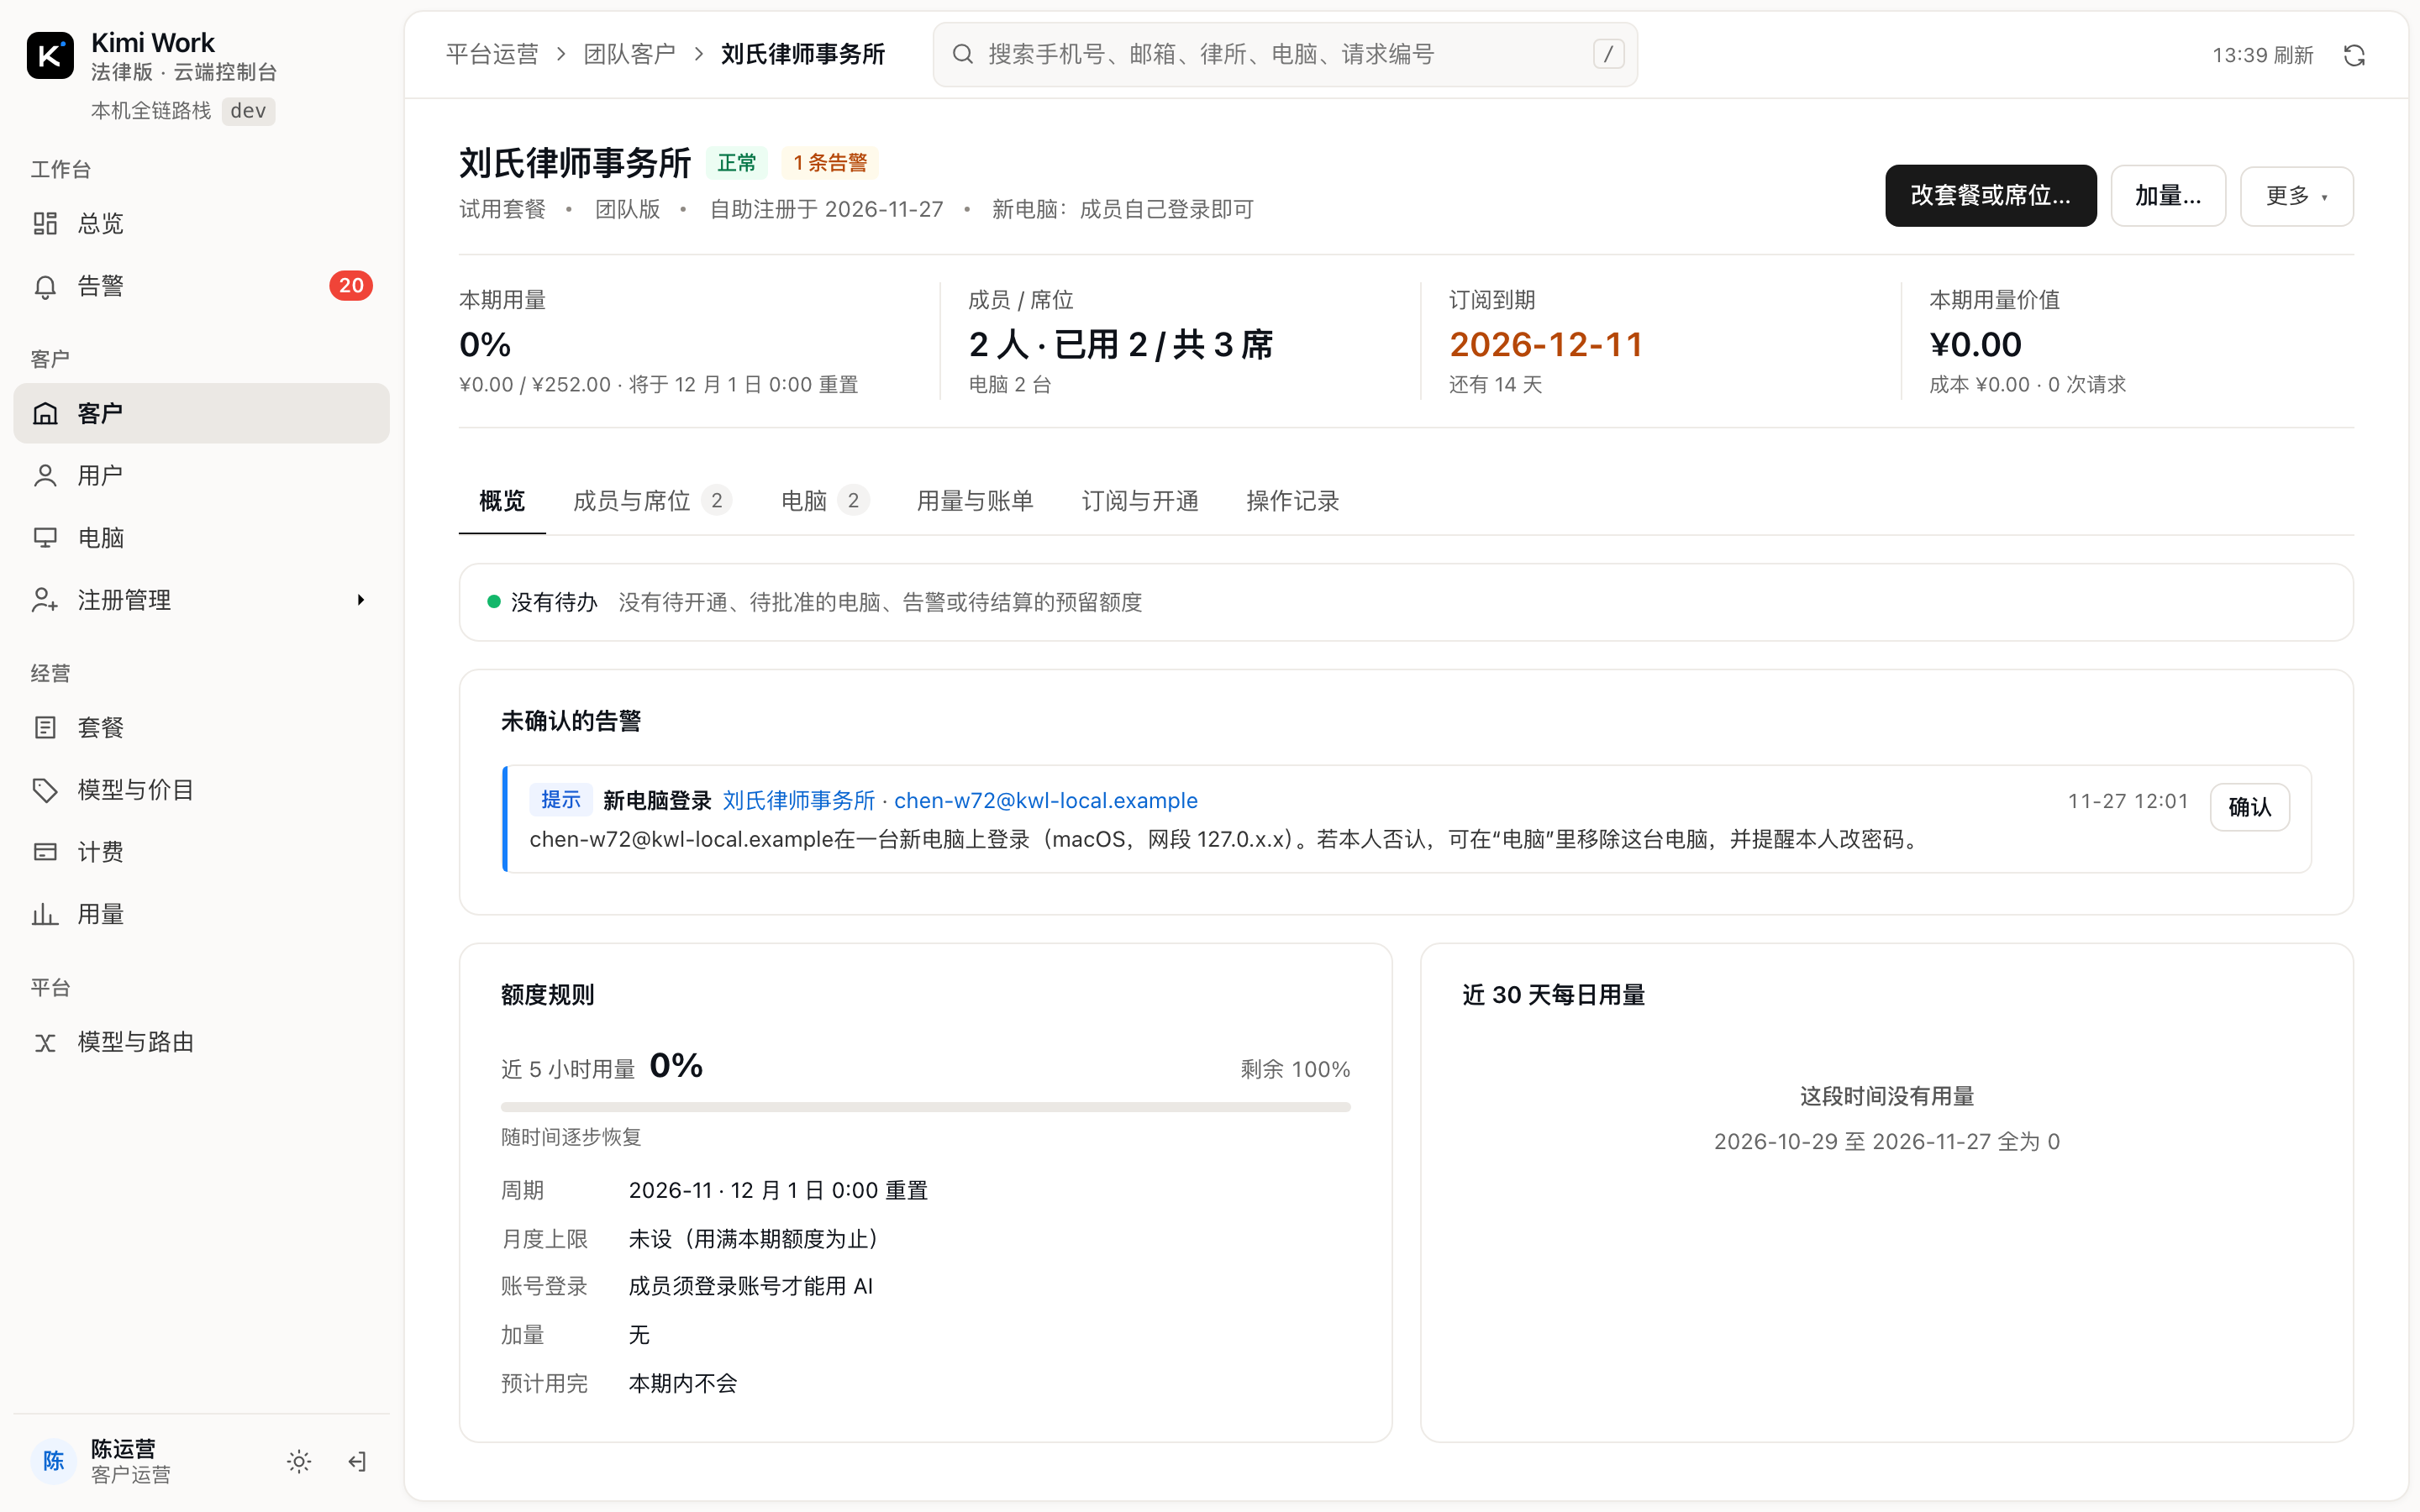 Kimi Work
法律版 · 云端控制台
本机全链路栈 dev
工作台
总览
告警 20
客户
客户
用户
电脑
注册管理
经营
套餐
模型与价目
计费
用量
平台
模型与路由
陈 陈运营
客户运营
平台运营 > 团队客户 > 刘氏律师事务所
搜索手机号、邮箱、律所、电脑、请求编号 /
13:39 刷新
刘氏律师事务所 正常 1 条告警
试用套餐 • 团队版 • 自助注册于 2026-11-27 • 新电脑：成员自己登录即可
改套餐或席位... 加量... 更多
本期用量
0%
¥0.00 / ¥252.00 · 将于 12 月 1 日 0:00 重置
成员 / 席位
2 人 · 已用 2 / 共 3 席
电脑 2 台
订阅到期
2026-12-11
还有 14 天
本期用量价值
¥0.00
成本 ¥0.00 · 0 次请求
概览 成员与席位 2 电脑 2 用量与账单 订阅与开通 操作记录
没有待办 没有待开通、待批准的电脑、告警或待结算的预留额度
未确认的告警
提示 新电脑登录 刘氏律师事务所 · chen-w72@kwl-local.example 11-27 12:01 确认
chen-w72@kwl-local.example在一台新电脑上登录（macOS，网段 127.0.x.x）。若本人否认，可在“电脑”里移除这台电脑，并提醒本人改密码。
额度规则
近 5 小时用量 0% 剩余 100%
随时间逐步恢复
周期 2026-11 · 12 月 1 日 0:00 重置
月度上限 未设（用满本期额度为止）
账号登录 成员须登录账号才能用 AI
加量 无
预计用完 本期内不会
近 30 天每日用量
这段时间没有用量
2026-10-29 至 2026-11-27 全为 0